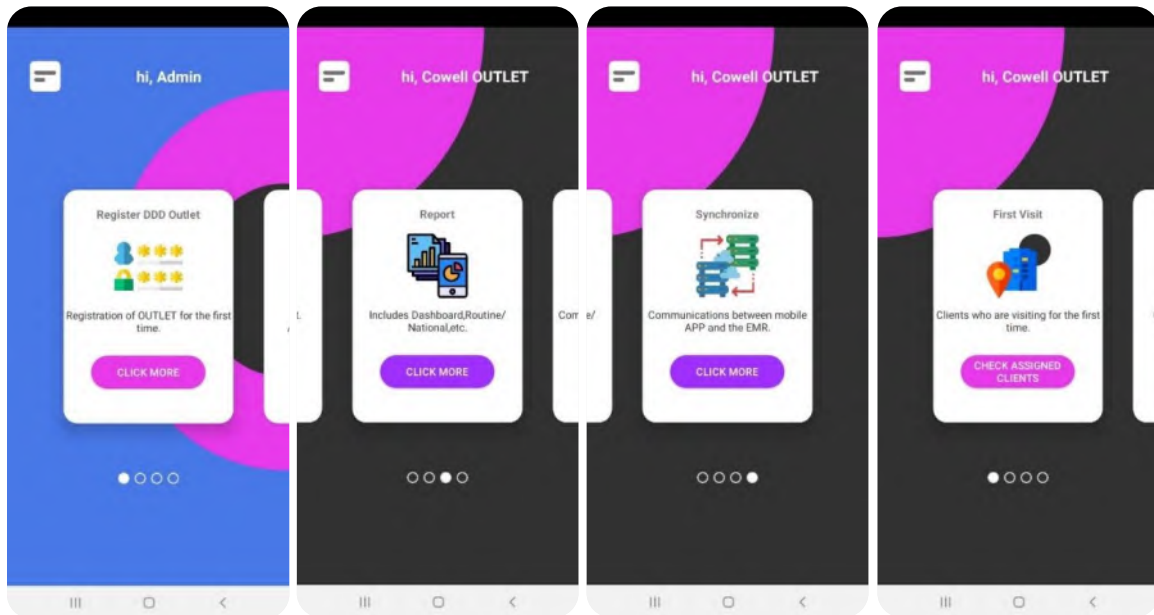 hi, Admin
Register DDD Outlet
Registration of OUTLET for the first
time.
CLICK MORE
hi, Cowell OUTLET
Report
Includes Dashboard,Routine/
National,etc.
CLICK MORE
hi, Cowell OUTLET
Synchronize
Communications between mobile
APP and the EMR.
CLICK MORE
hi, Cowell OUTLET
First Visit
Clients who are visiting for the first
time.
CHECK ASSIGNED
CLIENTS